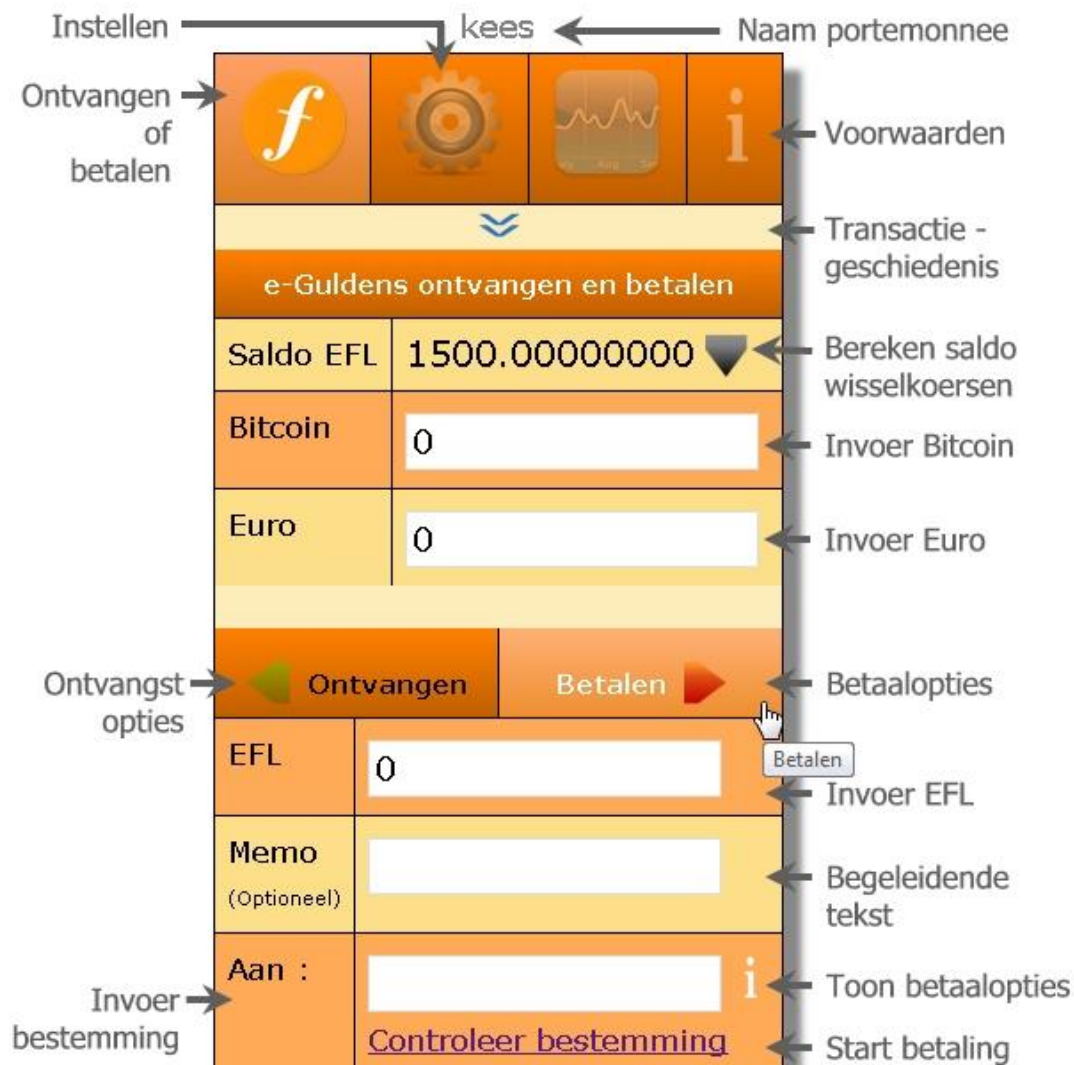 Instellen
kees
Naam portemonnee
Ontvangen
of
betalen
f
i
Voorwaarden
Aug
Transactie -
geschiedenis
e-Guldens ontvangen en betalen
Saldo EFL
1500.00000000
Bereken saldo
wisselkoersen
Bitcoin
0
Invoer Bitcoin
Euro
0
Invoer Euro
Ontvangst
opties
Ontvangen
Betalen
Betaalopties
Betalen
EFL
0
Invoer EFL
Memo
(Optioneel)
Begeleidende
tekst
Aan :
i
Toon betaalopties
Invoer
bestemming
Controleer bestemming
Start betaling